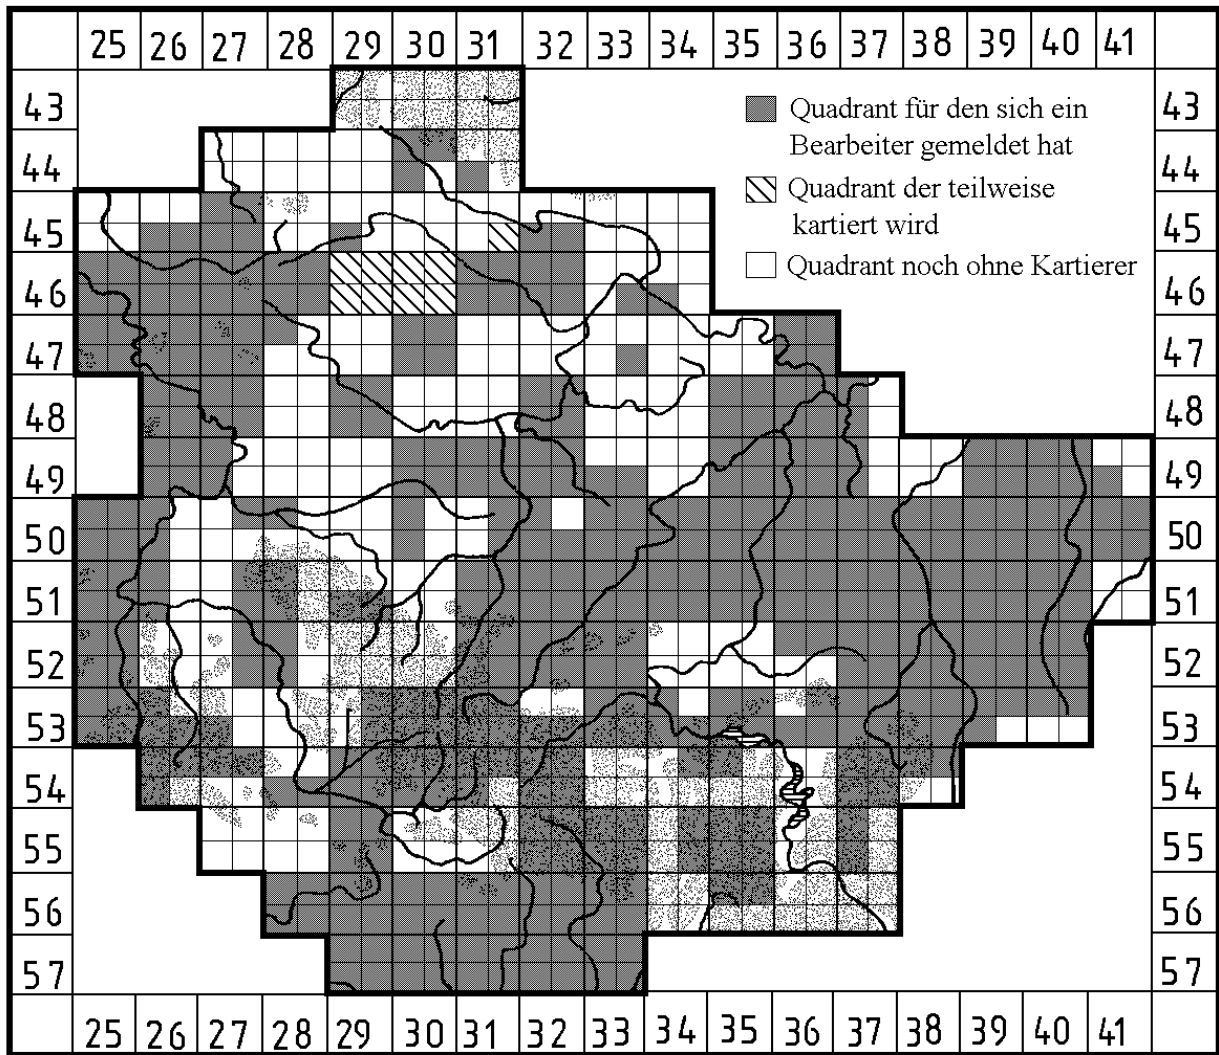 25 26 27 28 29 30 31 32 33 34 35 36 37 38 39 40 41
43 43
Quadrant für den sich ein
Bearbeiter gemeldet hat
44 44
Quadrant der teilweise
kartiert wird
45 45
Quadrant noch ohne Kartierer
46 46
47 47
48 48
49 49
50 50
51 51
52 52
53 53
54 54
55 55
56 56
57 57
25 26 27 28 29 30 31 32 33 34 35 36 37 38 39 40 41